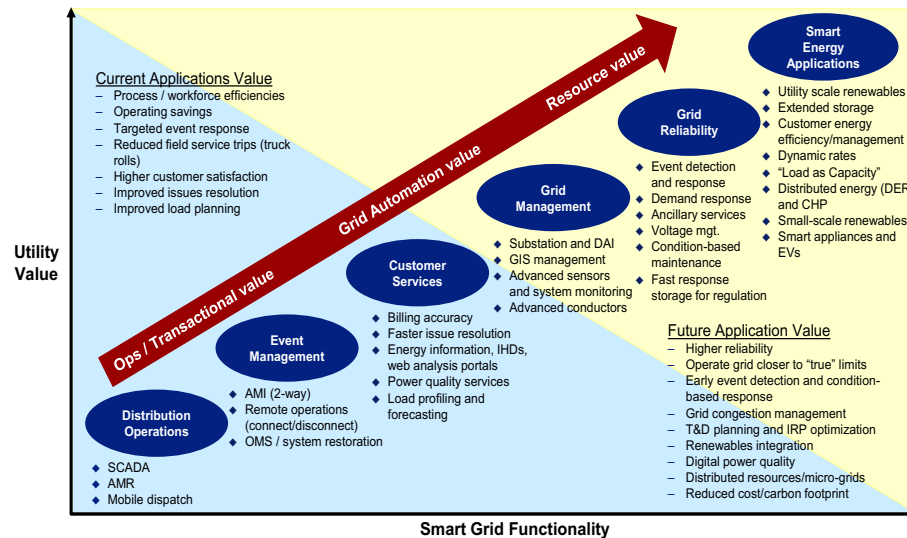 Current Applications Value
– Process / workforce efficiencies
– Operating savings
– Targeted event response
– Reduced field service trips (truck
rolls)
– Higher customer satisfaction
– Improved issues resolution
– Improved load planning
Utility
Value
Ops / Transactional value
Grid Automation value
Resource value
Distribution
Operations
◆ SCADA
◆ AMR
◆ Mobile dispatch
Event
Management
◆ AMI (2-way)
◆ Remote operations
(connect/disconnect)
◆ OMS / system restoration
Customer
Services
◆ Billing accuracy
◆ Faster issue resolution
◆ Energy information, IHDs,
web analysis portals
◆ Power quality services
◆ Load profiling and
forecasting
Grid
Management
◆ Substation and DAI
◆ GIS management
◆ Advanced sensors
and system monitoring
◆ Advanced conductors
Grid
Reliability
◆ Event detection
and response
◆ Demand response
◆ Ancillary services
◆ Voltage mgt.
◆ Condition-based
maintenance
◆ Fast response
storage for regulation
Smart
Energy
Applications
◆ Utility scale renewables
◆ Extended storage
◆ Customer energy
efficiency/management
◆ Dynamic rates
◆ “Load as Capacity”
◆ Distributed energy (DER
and CHP
◆ Small-scale renewables
◆ Smart appliances and
EVs
Future Application Value
– Higher reliability
– Operate grid closer to “true” limits
– Early event detection and condition-
based response
– Grid congestion management
– T&D planning and IRP optimization
– Renewables integration
– Digital power quality
– Distributed resources/micro-grids
– Reduced cost/carbon footprint
Smart Grid Functionality